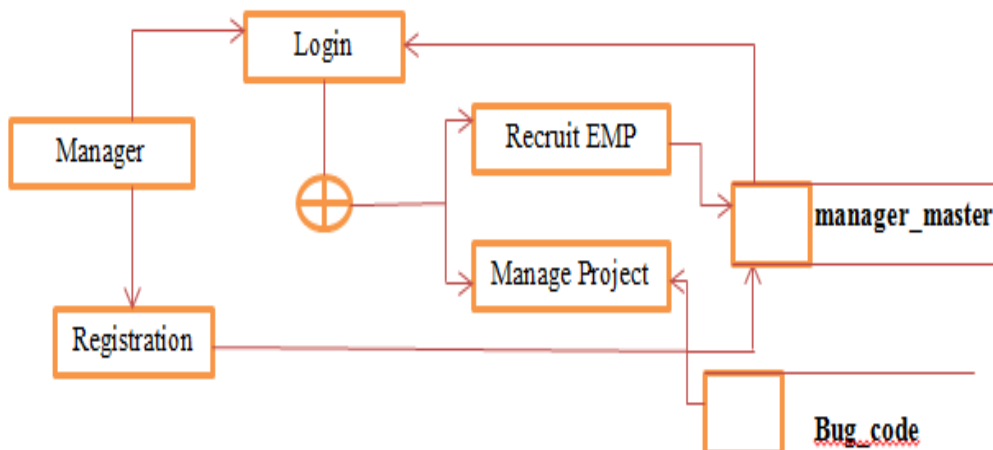 Login
Manager
Recruit EMP
manager_master
Manage Project
Registration
Bug_code